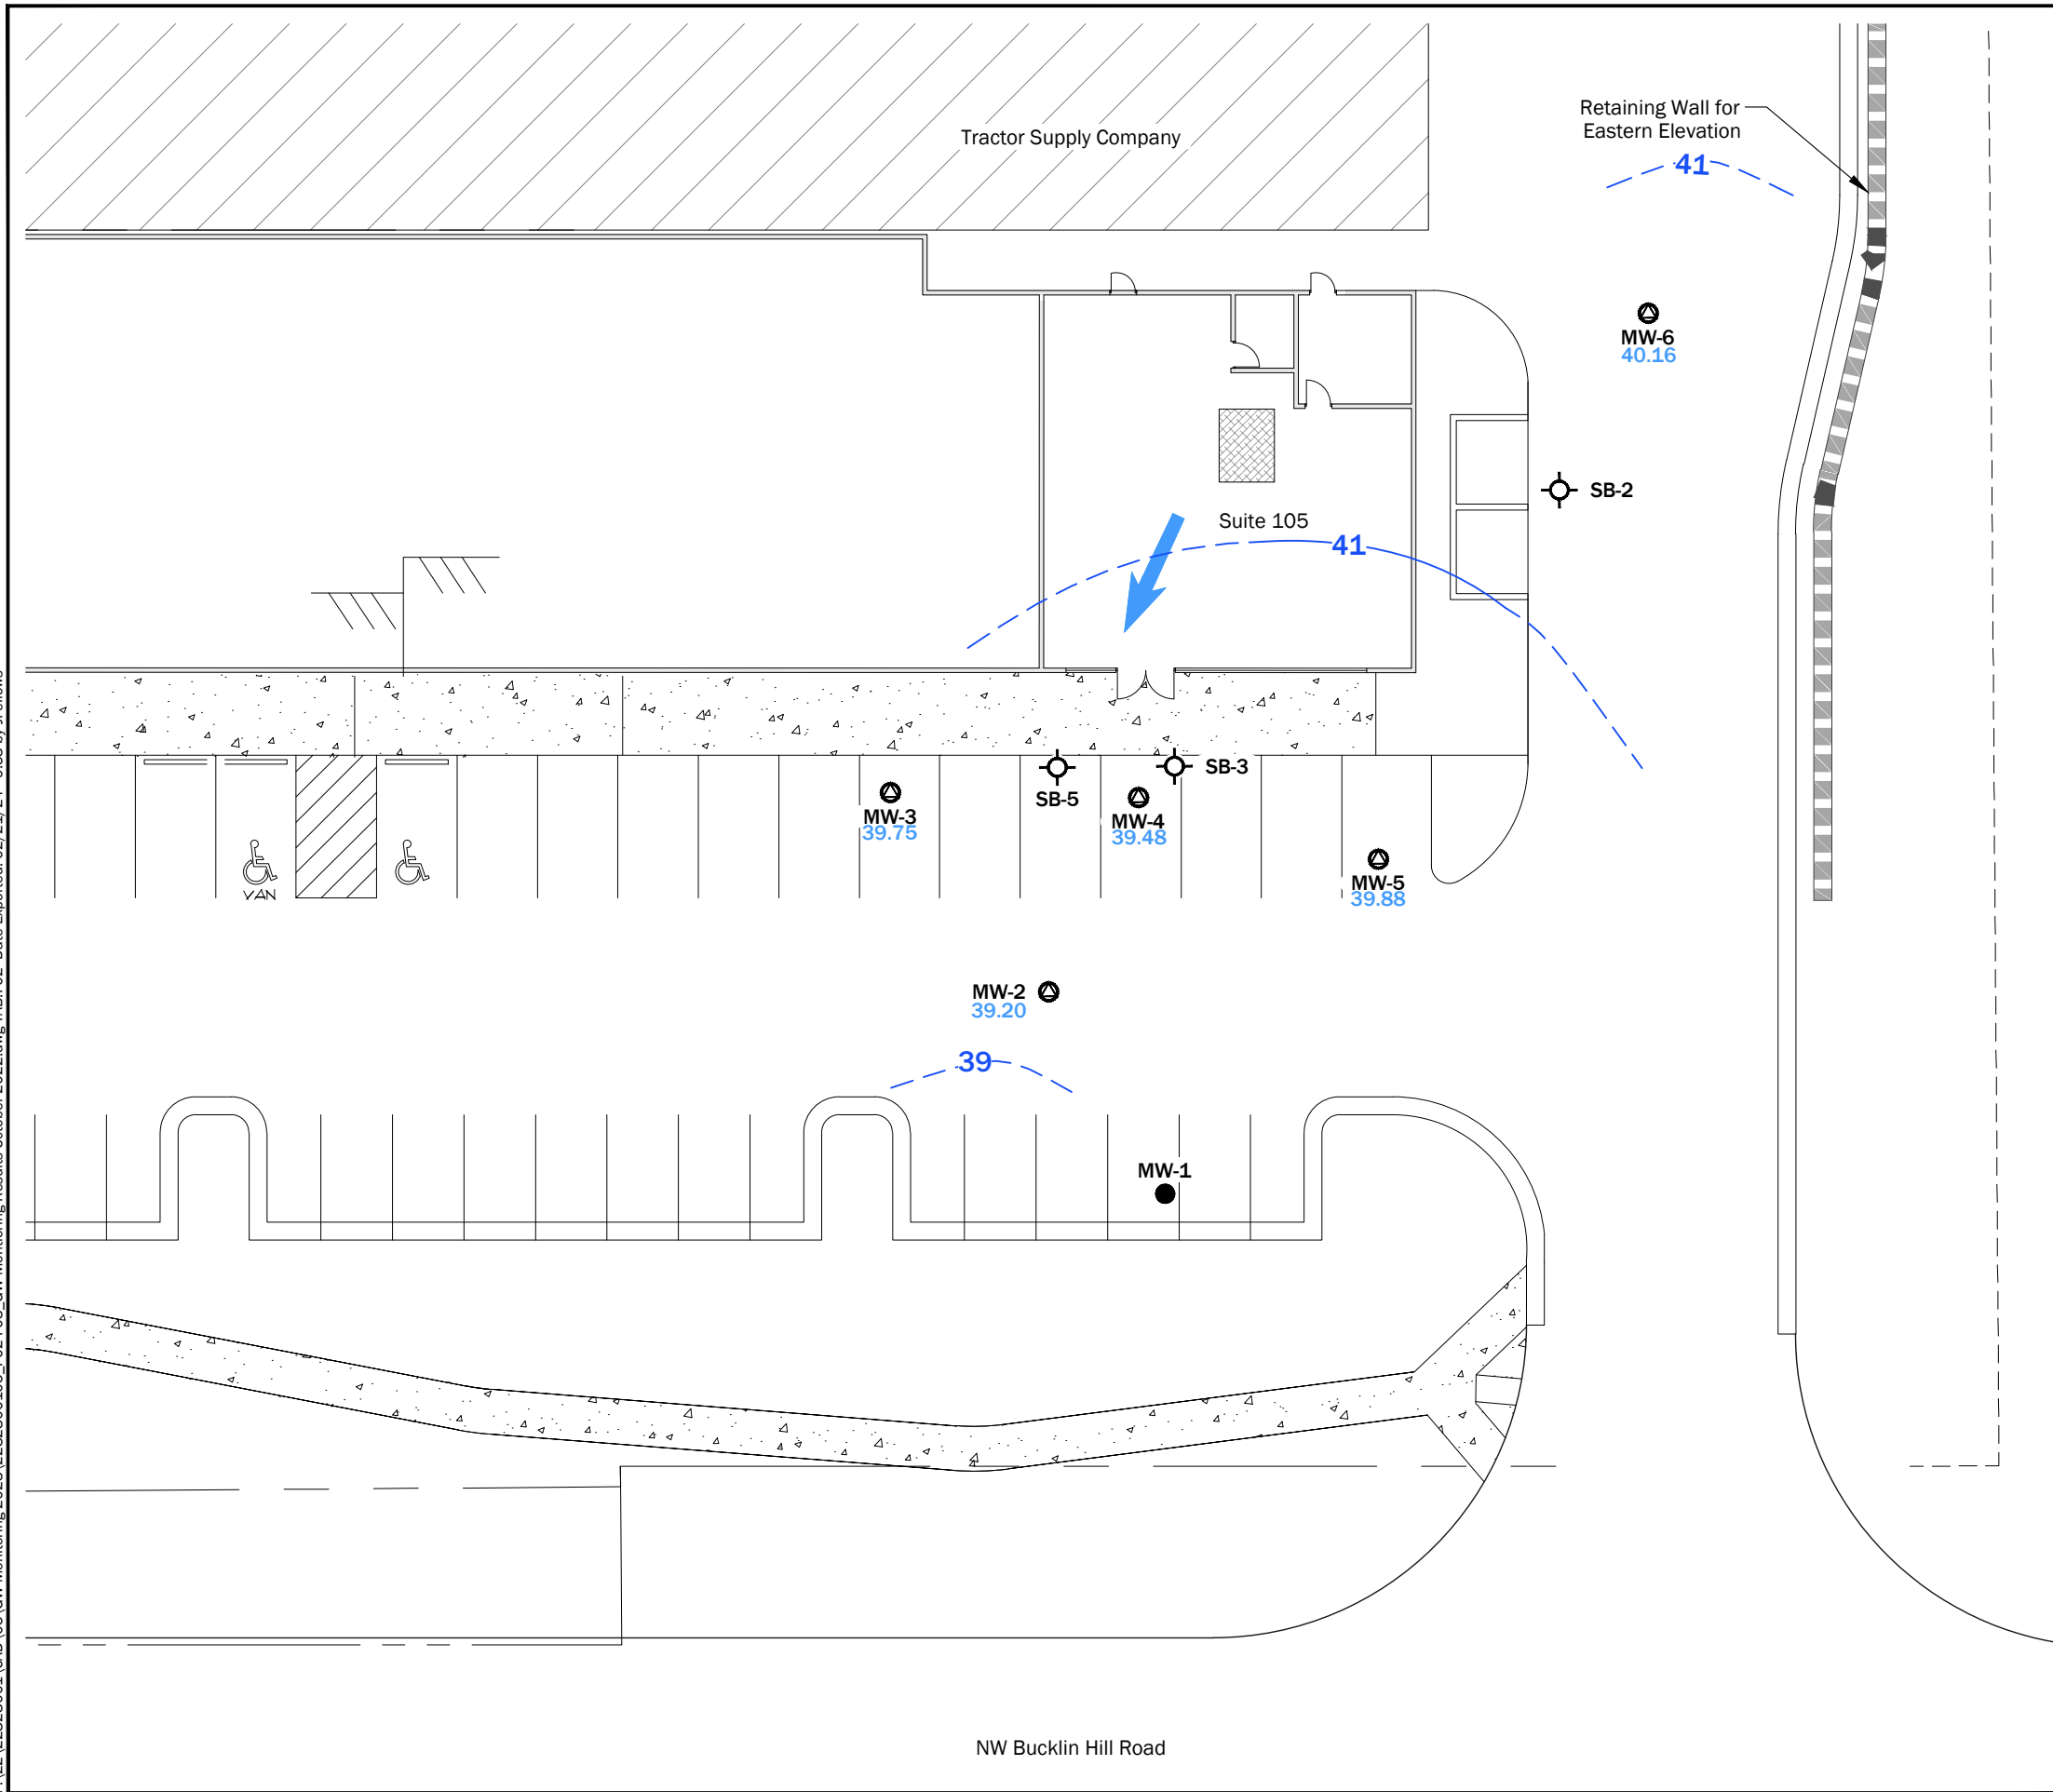 Tractor Supply Company
Retaining Wall for
Eastern Elevation
41
MW-6
40.16
SB-2
Suite 105
41
SB-3
SB-5
MW-3
39.75
MW-4
39.48
MW-5
39.88
VAN
MW-2
39.20
39
MW-1
NW Bucklin Hill Road